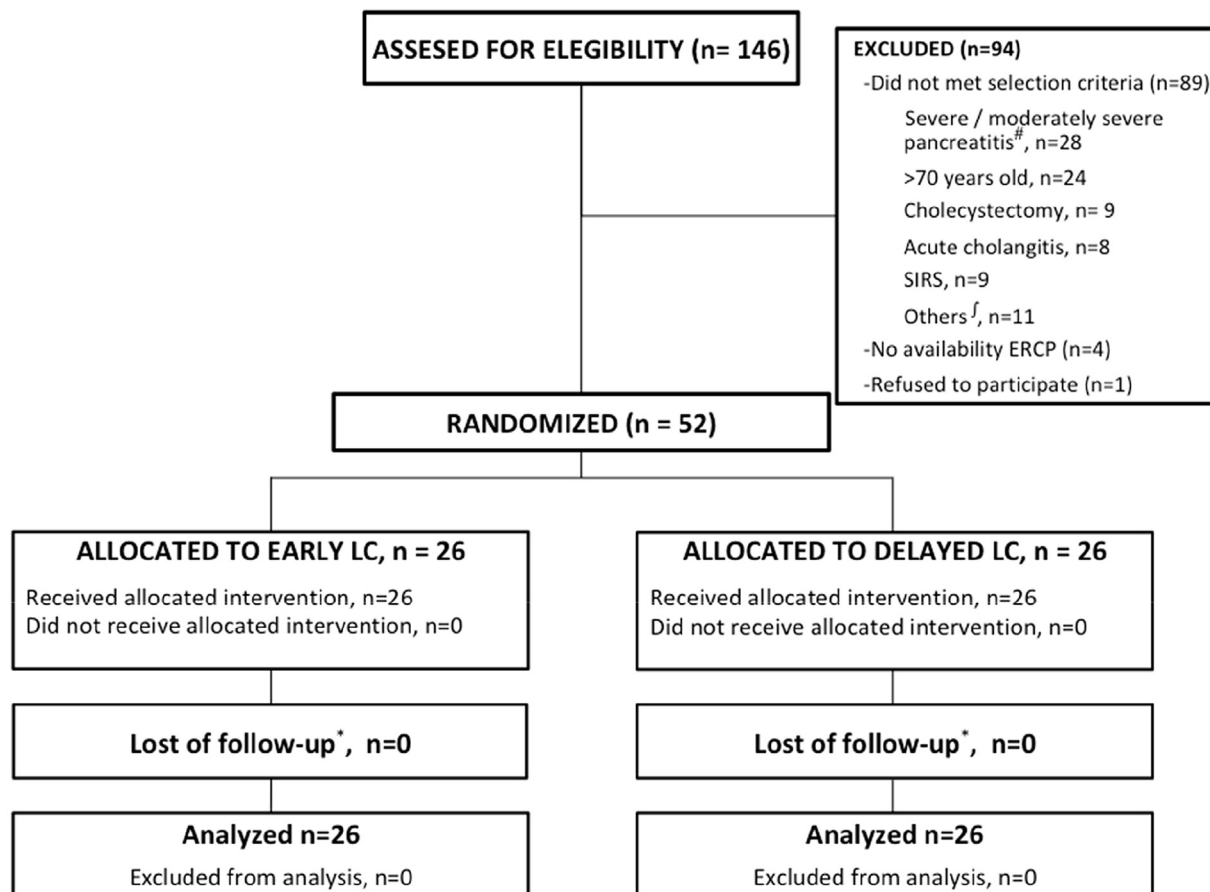 ASSESED FOR ELEGIBILITY (n= 146)
EXCLUDED (n=94)
-Did not met selection criteria (n=89)
Severe / moderately severe
pancreatitis#, n=28
>70 years old, n=24
Cholecystectomy, n= 9
Acute cholangitis, n=8
SIRS, n=9
Others ∫, n=11
-No availability ERCP (n=4)
-Refused to participate (n=1)
RANDOMIZED (n = 52)
ALLOCATED TO EARLY LC, n = 26
Received allocated intervention, n=26
Did not receive allocated intervention, n=0
ALLOCATED TO DELAYED LC, n = 26
Received allocated intervention, n=26
Did not receive allocated intervention, n=0
Lost of follow-up*, n=0
Lost of follow-up*, n=0
Analyzed n=26
Excluded from analysis, n=0
Analyzed n=26
Excluded from analysis, n=0